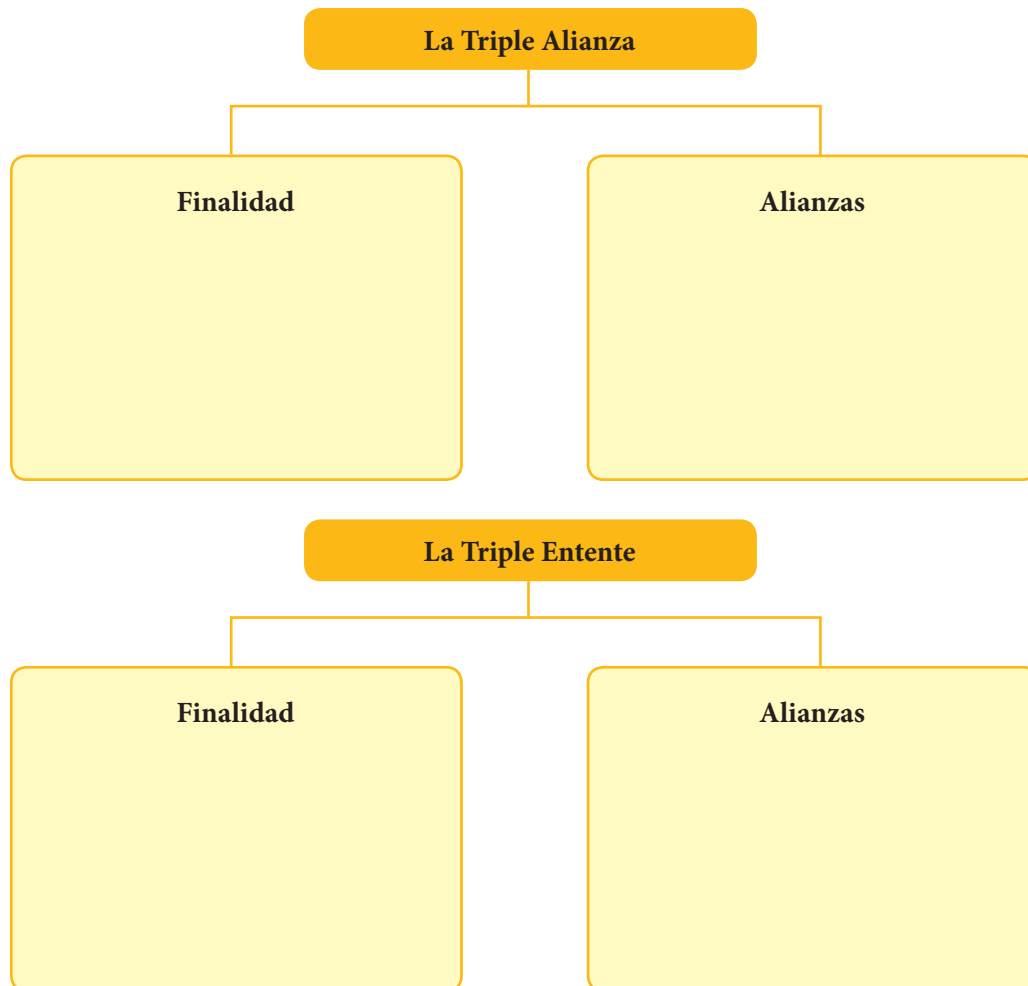 La Triple Alianza
Finalidad
Alianzas
La Triple Entente
Finalidad
Alianzas